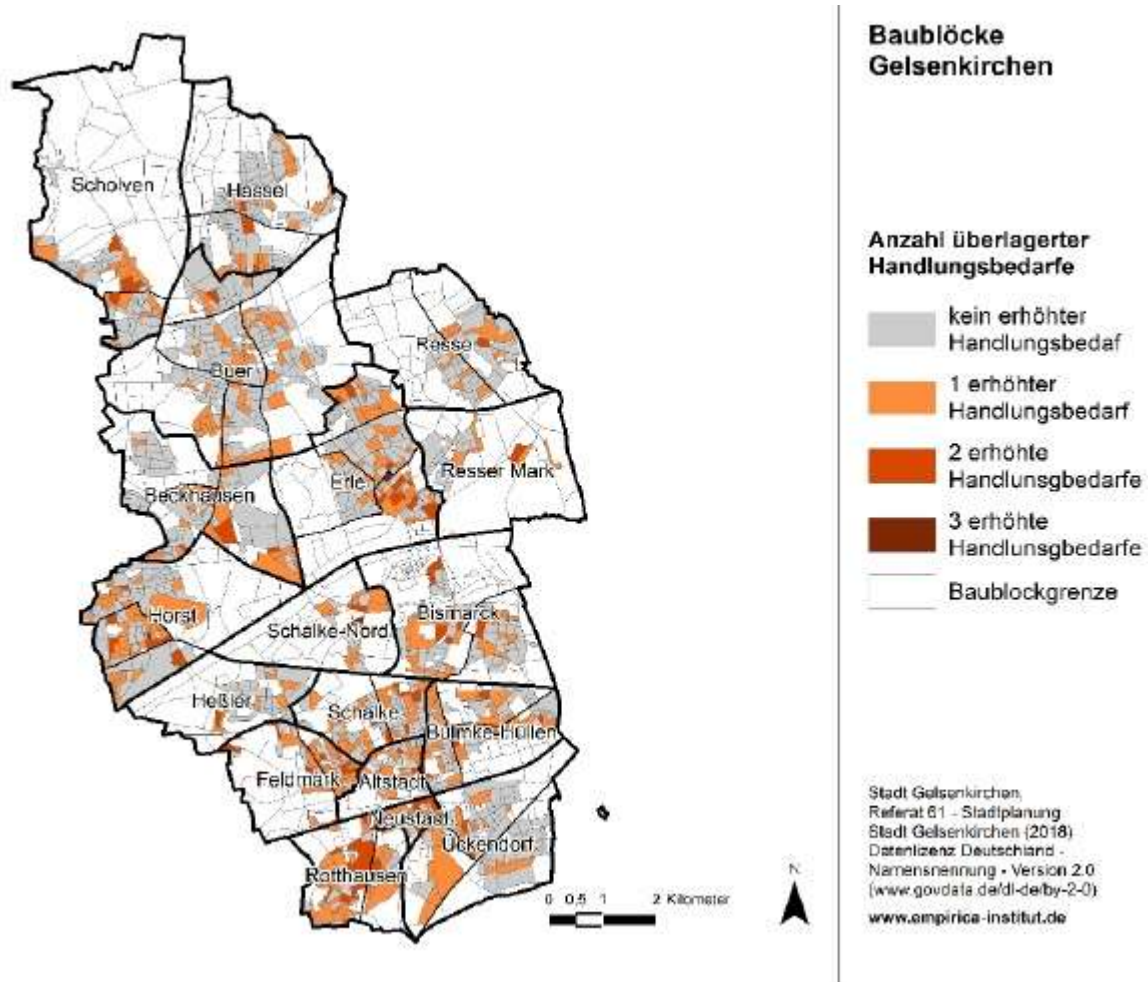 Baublöcke
Gelsenkirchen
Scholven
Hassel
Resse
Buer
Resser Mark
Erle
Beckhausen
Horst
Bismarck
Schalke-Nord
Heßler
Schalke
Bulmke-Hüllen
Feldmark
Altstadt
Neustadt
Ückendorf
Rotthausen
0 0,5 1 2 Kilometer
N
Anzahl überlagerter
Handlungsbedarfe
kein erhöhter
Handlungsbedaf
1 erhöhter
Handlungsbedarf
2 erhöhte
Handlunsgbedarfe
3 erhöhte
Handlunsgbedarfe
Baublockgrenze
Stadt Gelsenkirchen,
Referat 61 - Stadtplanung
Stadt Gelsenkirchen (2018)
Datenlizenz Deutschland -
Namensnennung - Version 2.0
(www.govdata.de/dl-de/by-2-0)
www.empirica-institut.de